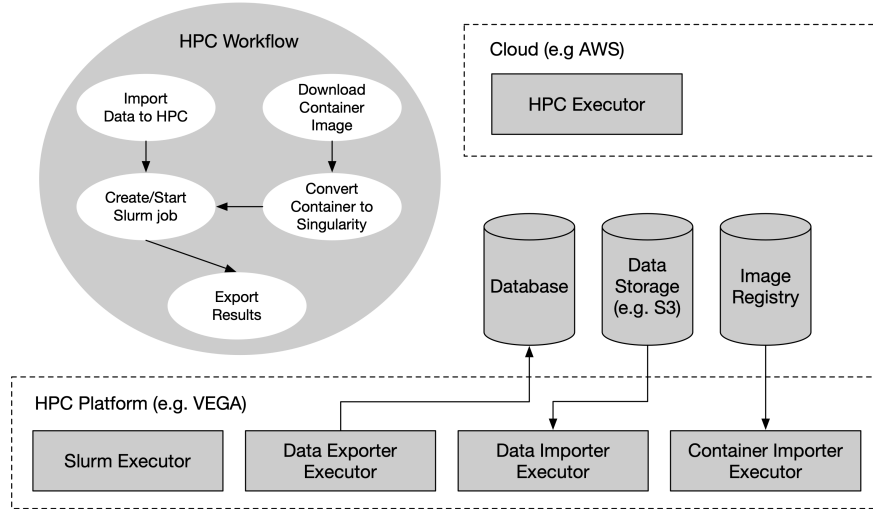 HPC Workflow
Import
Data to HPC
Download
Container
Image
Create/Start
Slurm job
Convert
Container to
Singularity
Export
Results
Cloud (e.g AWS)
HPC Executor
Database
Data
Storage
(e.g. S3)
Image
Registry
HPC Platform (e.g. VEGA)
Slurm Executor
Data Exporter
Executor
Data Importer
Executor
Container Importer
Executor